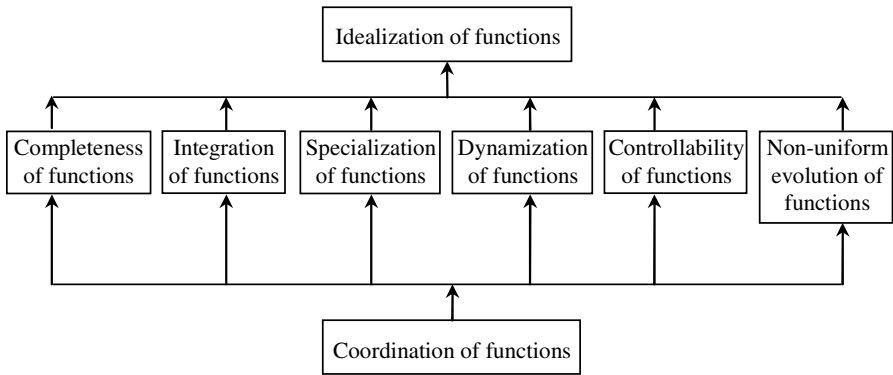 Idealization of functions
Completeness
of functions
Integration
of functions
Specialization
of functions
Dynamization
of functions
Controllability
of functions
Non-uniform
evolution of
functions
Coordination of functions